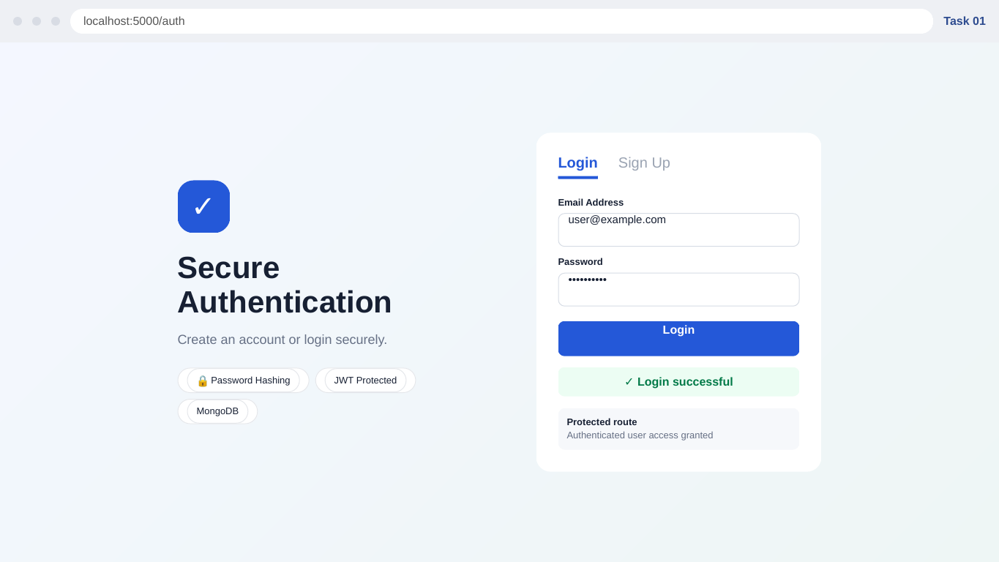 localhost:5000/auth
Task 01
✓
Secure
Authentication
Create an account or login securely.
🔒 Password Hashing
JWT Protected
MongoDB
Login
Sign Up
Email Address
user@example.com
Password
••••••••••
Login
✓ Login successful
Protected route
Authenticated user access granted